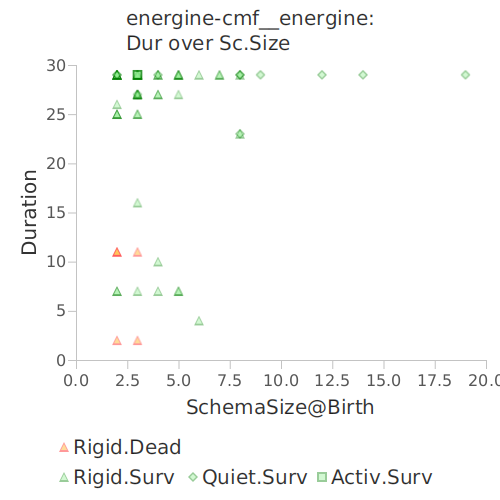 energine-cmf__energine:
Dur over Sc.Size
30
25
20
15
10
5
0
Duration
0.0 2.5 5.0 7.5 10.0 12.5 15.0 17.5 20.0
SchemaSize@Birth
Rigid.Dead
Rigid.Surv Quiet.Surv Activ.Surv